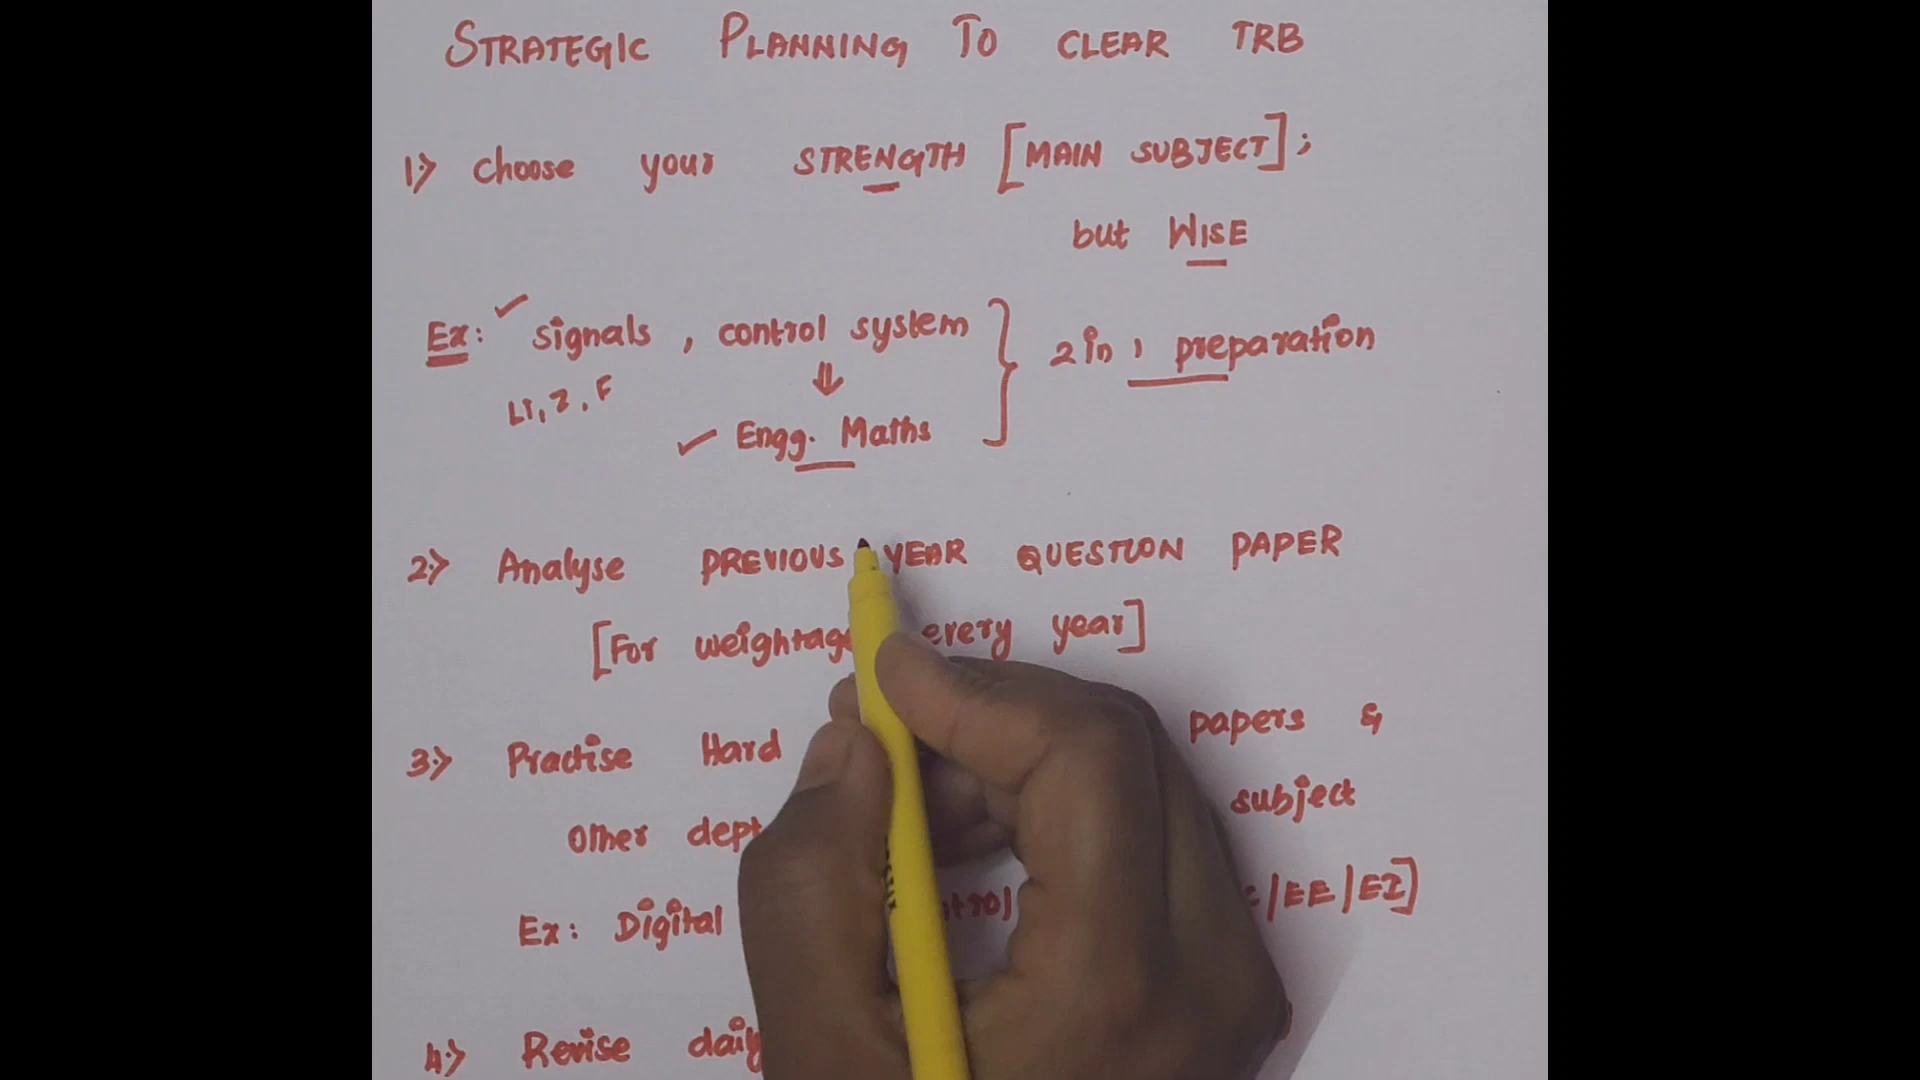 STRATEGIC PLANNING TO CLEAR TRB
1) choose your STRENGTH [MAIN SUBJECT];
but WISE
Ex: signals, control system
2 in 1 preparation
LT, Z, F
Engg. Maths
2) Analyse PREVIOUS YEAR QUESTION PAPER
[For weightage every year]
3) Practise Hard papers &
Other dept subject
Ex: Digital |EE|EI]
4) Revise daily